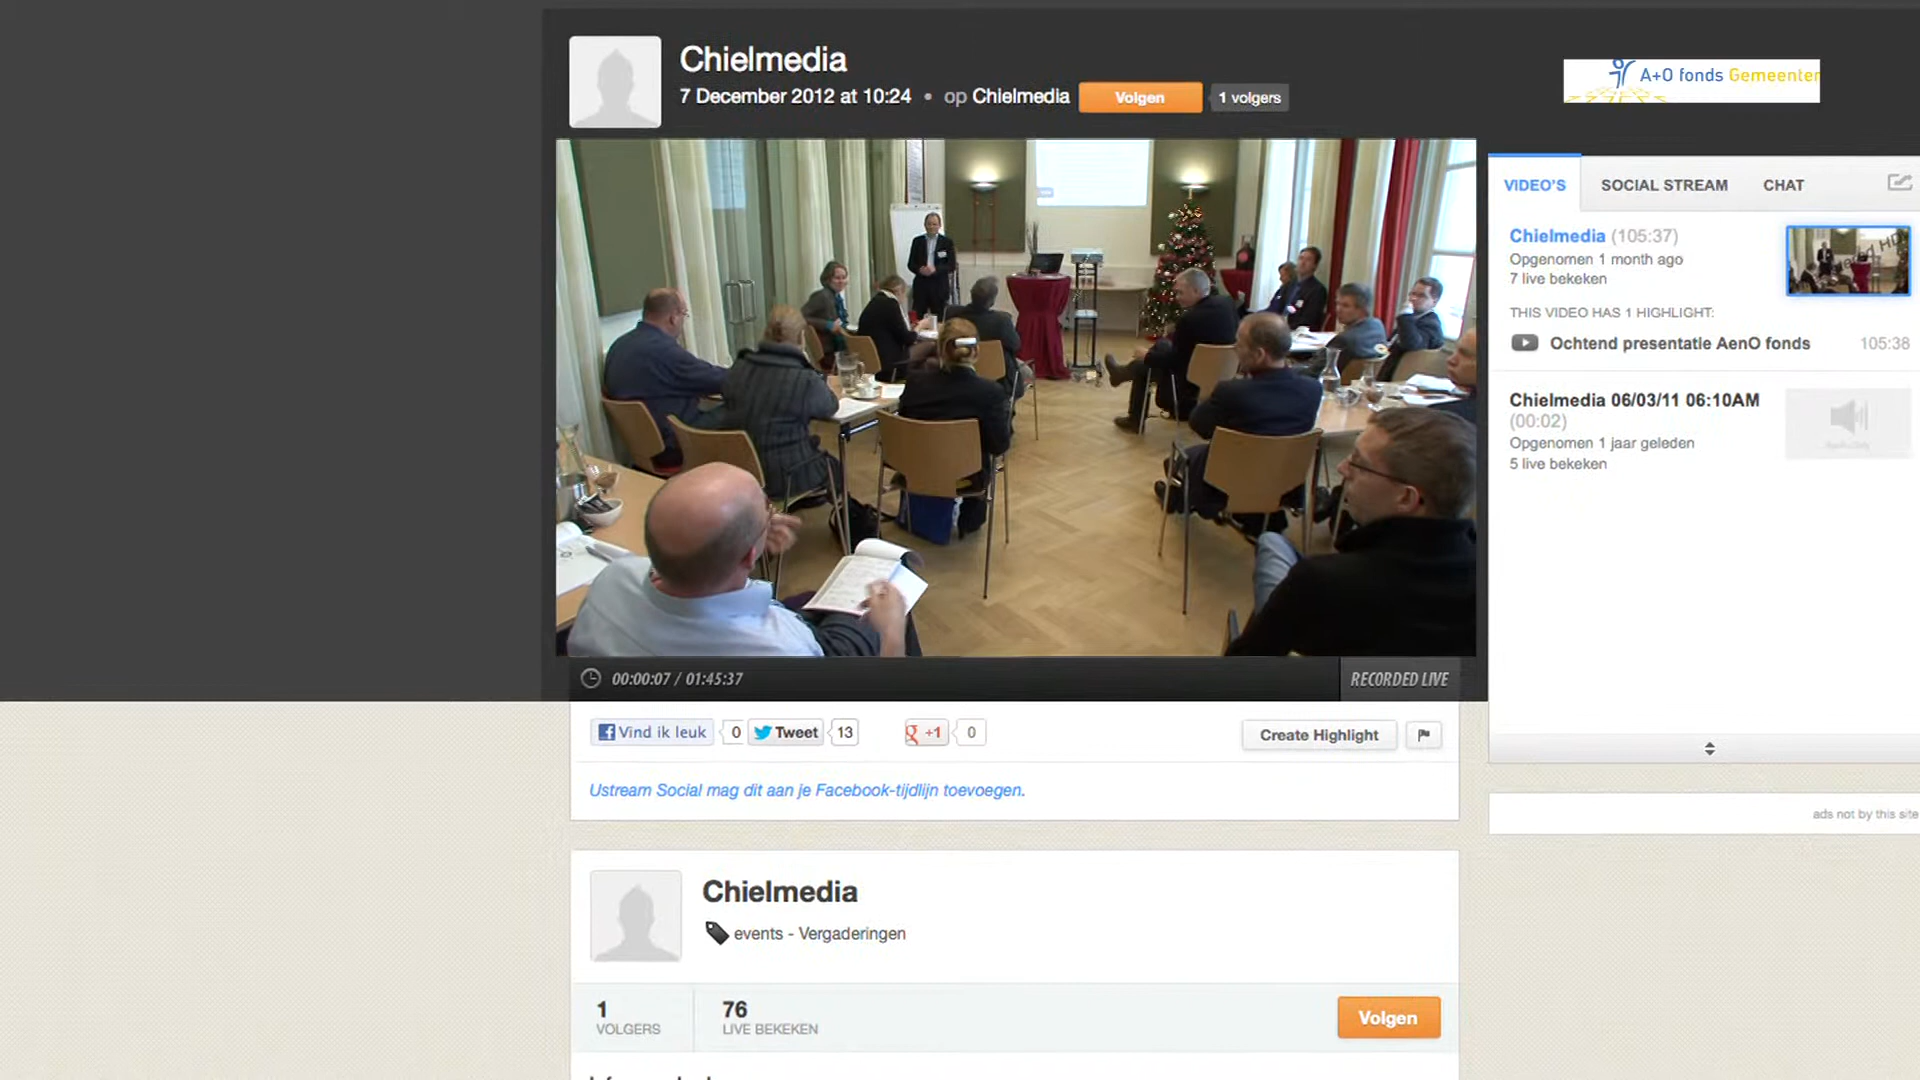 Chielmedia
7 December 2012 at 10:24 • op Chielmedia Volgen 1 volgers
A+O fonds Gemeenten
VIDEO'S SOCIAL STREAM CHAT
Chielmedia (105:37)
Opgenomen 1 month ago
7 live bekeken
THIS VIDEO HAS 1 HIGHLIGHT:
Ochtend presentatie AenO fonds 105:38
Chielmedia 06/03/11 06:10AM
(00:02)
Opgenomen 1 jaar geleden
5 live bekeken
00:00:07 / 01:45:37
RECORDED LIVE
Vind ik leuk 0 Tweet 13 +1 0
Create Highlight
Ustream Social mag dit aan je Facebook-tijdlijn toevoegen.
ads not by this site
Chielmedia
events - Vergaderingen
1
VOLGERS
76
LIVE BEKEKEN
Volgen